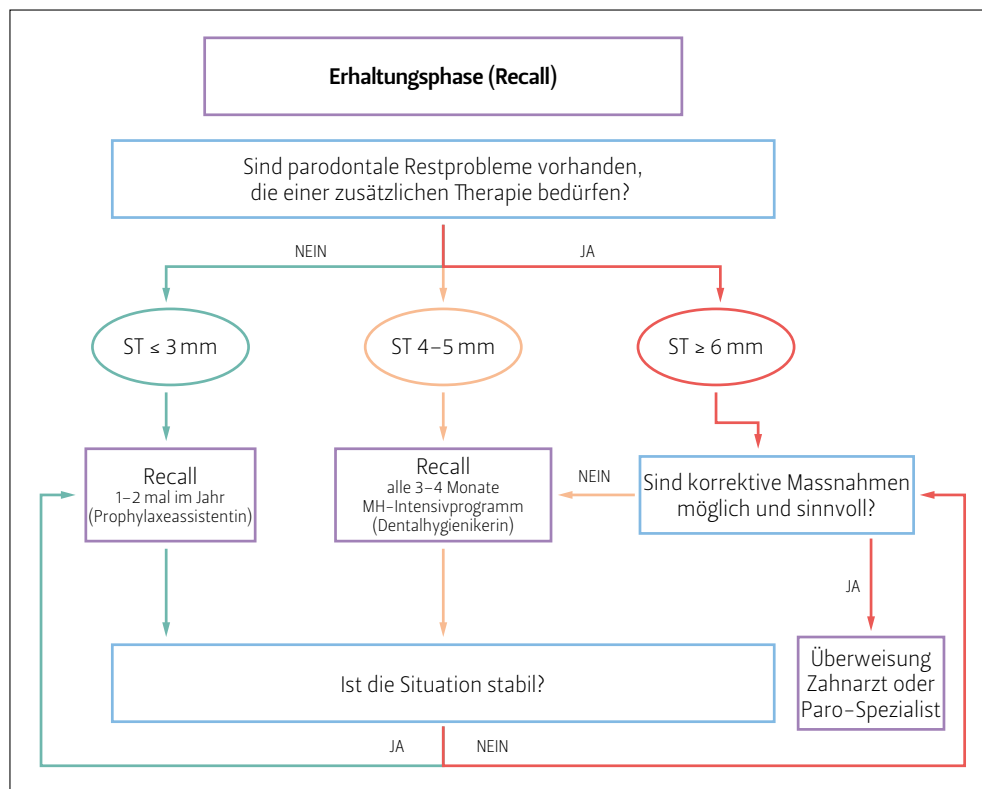 Erhaltungsphase (Recall)
Sind parodontale Restprobleme vorhanden,
die einer zusätzlichen Therapie bedürfen?
NEIN
JA
ST ≤ 3 mm
ST 4–5 mm
ST ≥ 6 mm
Recall
1–2 mal im Jahr
(Prophylaxeassistentin)
Recall
alle 3–4 Monate
MH-Intensivprogramm
(Dentalhygienikerin)
NEIN
Sind korrektive Massnahmen
möglich und sinnvoll?
JA
Ist die Situation stabil?
Überweisung
Zahnarzt oder
Paro-Spezialist
JA
NEIN